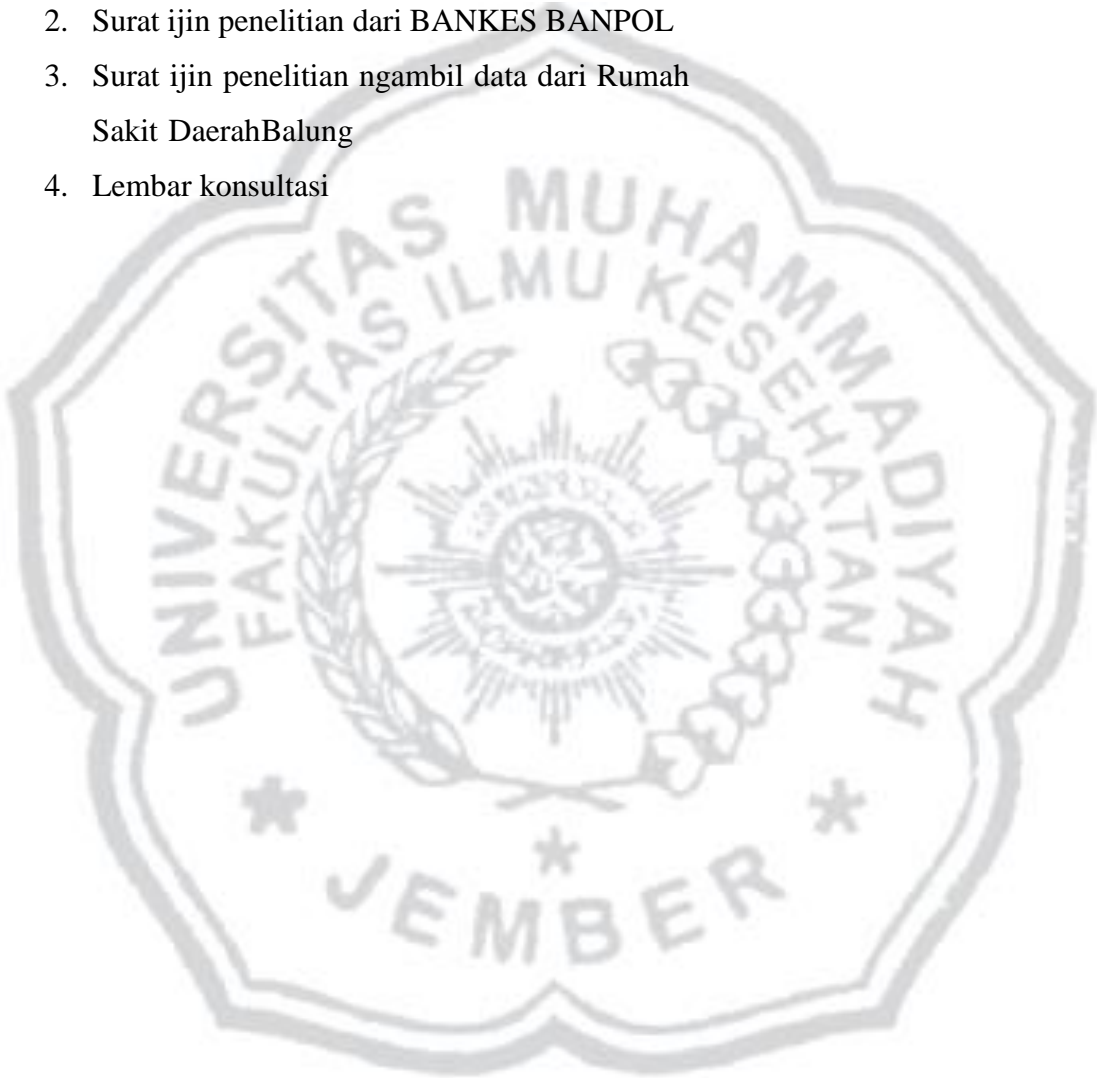 2. Surat ijin penelitian dari BANKES BANPOL
3. Surat ijin penelitian ngambil data dari Rumah
Sakit DaerahBalung
4. Lembar konsultasi
UNIVERSITAS MUHAMMADIYAH
FAKULTAS ILMU KESEHATAN
JEMBER